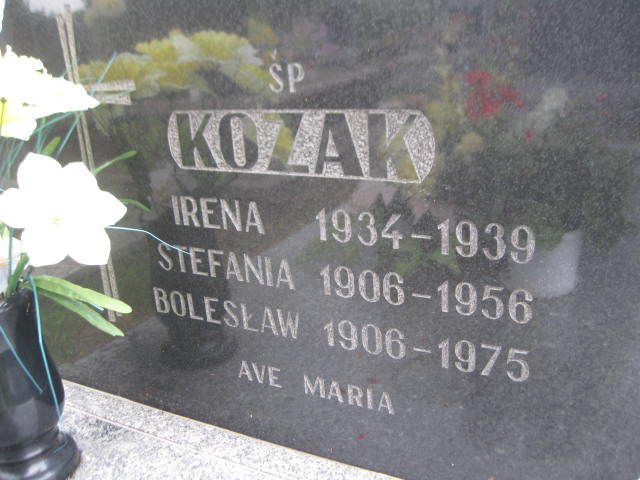 ŚP
KOZAK
IRENA 1934-1939
STEFANIA 1906-1956
BOLESŁAW 1906-1975
AVE MARIA